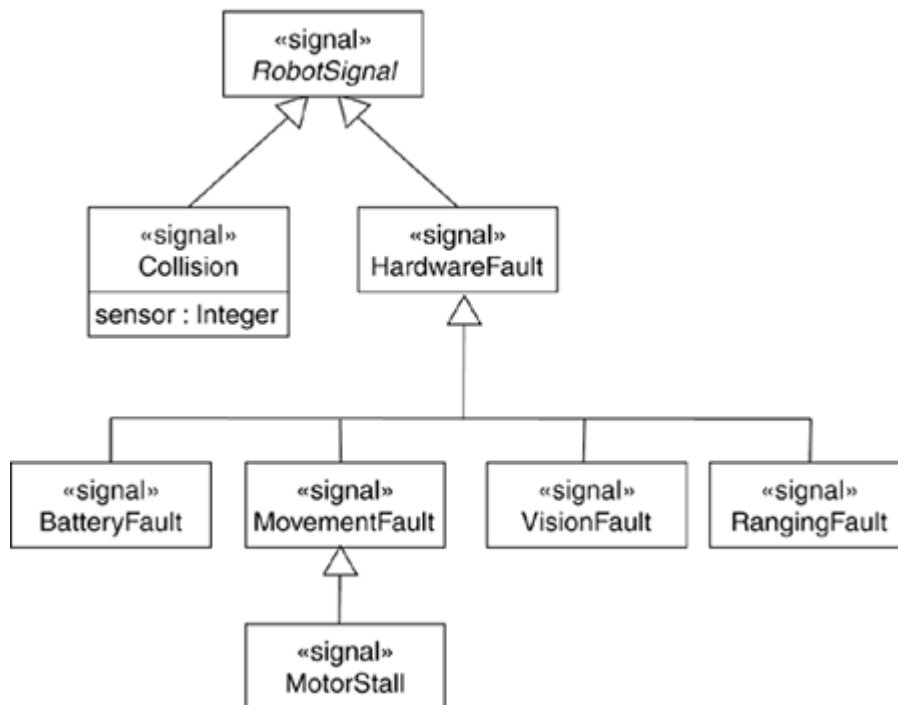 «signal»
RobotSignal
«signal»
Collision
sensor : Integer
«signal»
HardwareFault
«signal»
BatteryFault
«signal»
MovementFault
«signal»
VisionFault
«signal»
RangingFault
«signal»
MotorStall